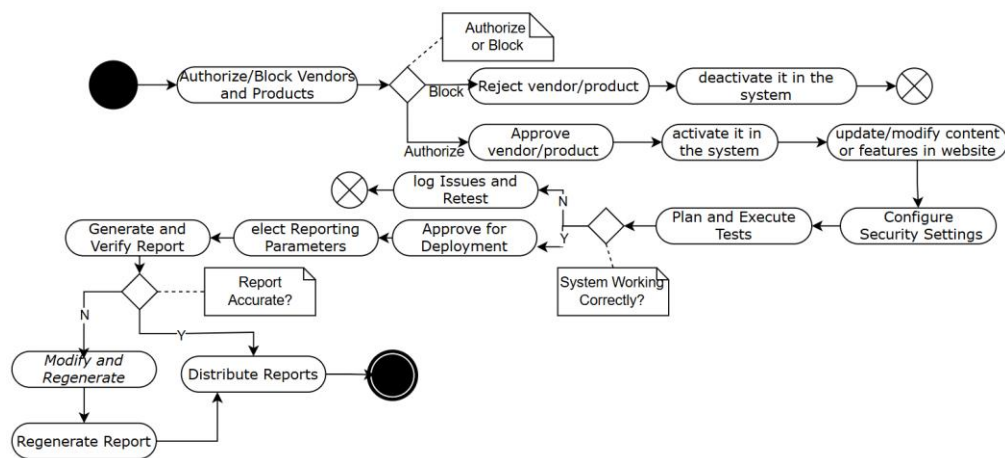 Authorize
or Block
Authorize/Block Vendors
and Products
Block
Reject vendor/product
deactivate it in the
system
Authorize
Approve
vendor/product
activate it in
the system
update/modify content
or features in website
log Issues and
Retest
N
Generate and
Verify Report
elect Reporting
Parameters
Approve for
Deployment
Y
Plan and Execute
Tests
Configure
Security Settings
Report
Accurate?
System Working
Correctly?
N
Y
Modify and
Regenerate
Distribute Reports
Regenerate Report